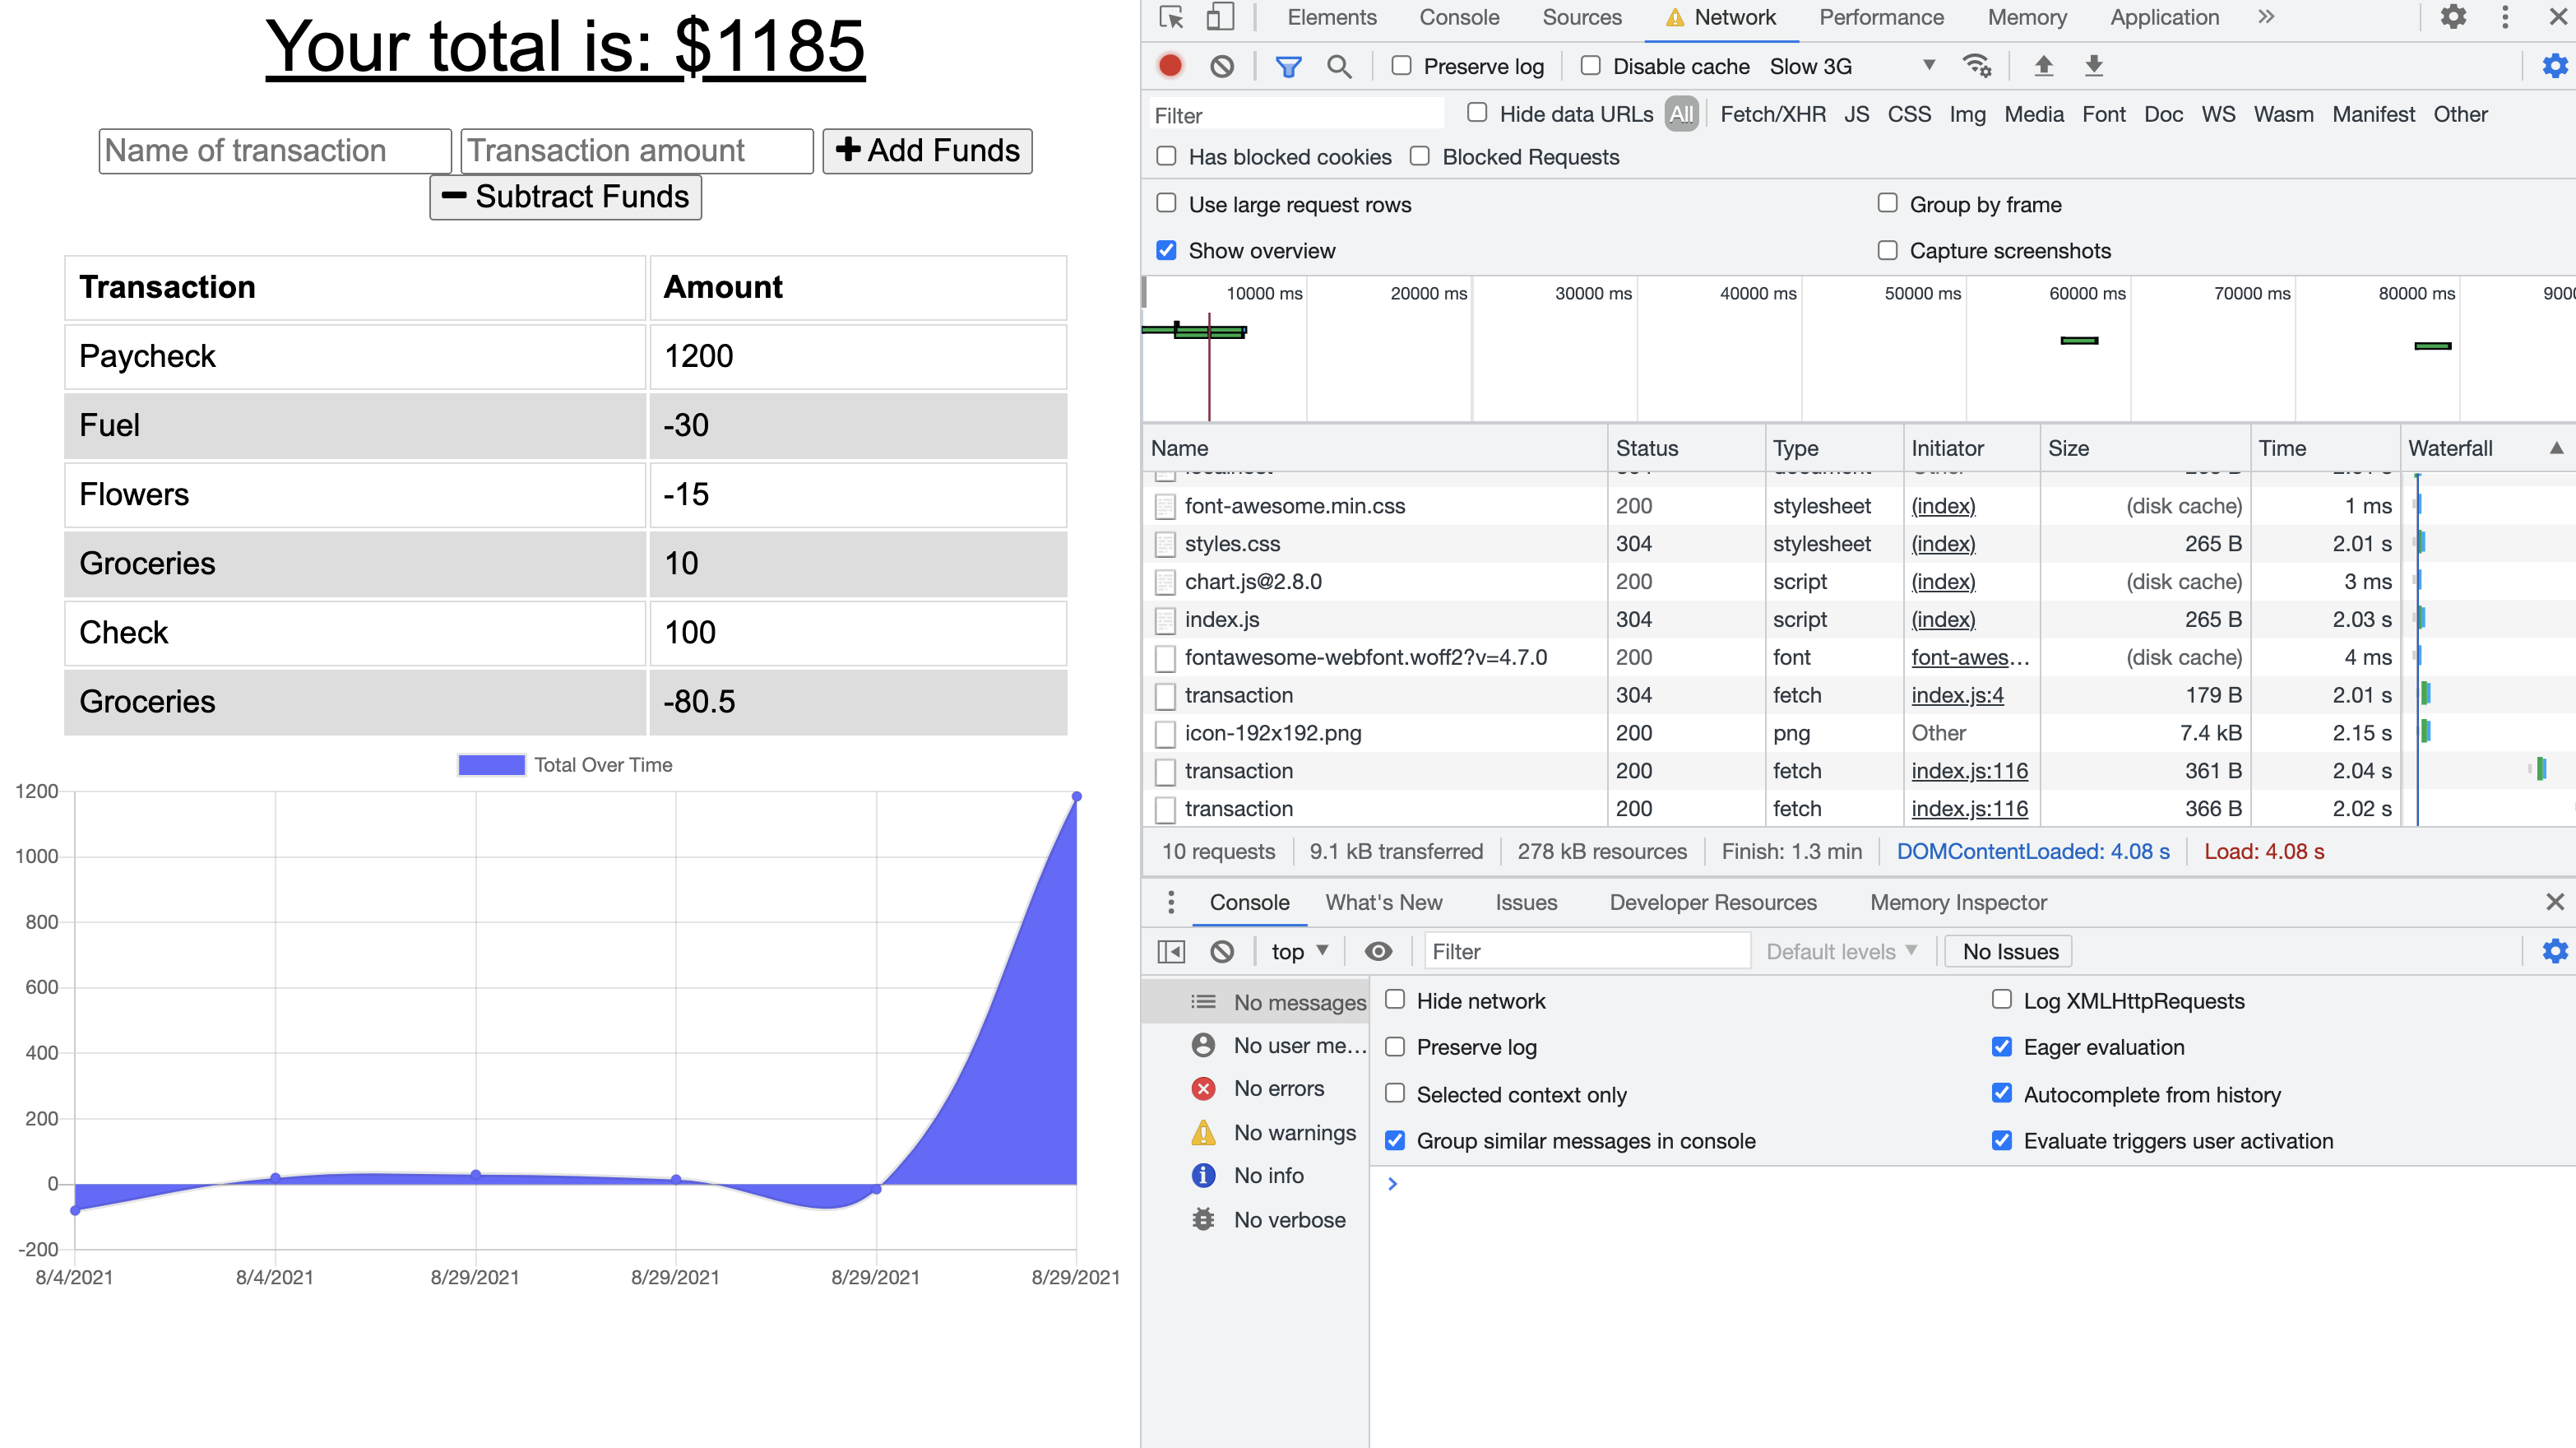 Your total is: $1185
Name of transaction Transaction amount Add Funds
Subtract Funds
Transaction Amount
Paycheck 1200
Fuel -30
Flowers -15
Groceries 10
Check 100
Groceries -80.5
Total Over Time
1200
1000
800
600
400
200
0
-200
8/4/2021 8/4/2021 8/29/2021 8/29/2021 8/29/2021 8/29/2021
Elements Console Sources Network Performance Memory Application
Preserve log Disable cache Slow 3G
Filter Hide data URLs All Fetch/XHR JS CSS Img Media Font Doc WS Wasm Manifest Other
Has blocked cookies Blocked Requests
Use large request rows Group by frame
Show overview Capture screenshots
10000 ms 20000 ms 30000 ms 40000 ms 50000 ms 60000 ms 70000 ms 80000 ms 900
Name Status Type Initiator Size Time Waterfall
font-awesome.min.css 200 stylesheet (index) (disk cache) 1 ms
styles.css 304 stylesheet (index) 265 B 2.01 s
chart.js@2.8.0 200 script (index) (disk cache) 3 ms
index.js 304 script (index) 265 B 2.03 s
fontawesome-webfont.woff2?v=4.7.0 200 font font-awes... (disk cache) 4 ms
transaction 304 fetch index.js:4 179 B 2.01 s
icon-192x192.png 200 png Other 7.4 kB 2.15 s
transaction 200 fetch index.js:116 361 B 2.04 s
transaction 200 fetch index.js:116 366 B 2.02 s
10 requests 9.1 kB transferred 278 kB resources Finish: 1.3 min DOMContentLoaded: 4.08 s Load: 4.08 s
Console What's New Issues Developer Resources Memory Inspector
top Filter Default levels No Issues
No messages
No user me...
No errors
No warnings
No info
No verbose
Hide network Log XMLHttpRequests
Preserve log Eager evaluation
Selected context only Autocomplete from history
Group similar messages in console Evaluate triggers user activation